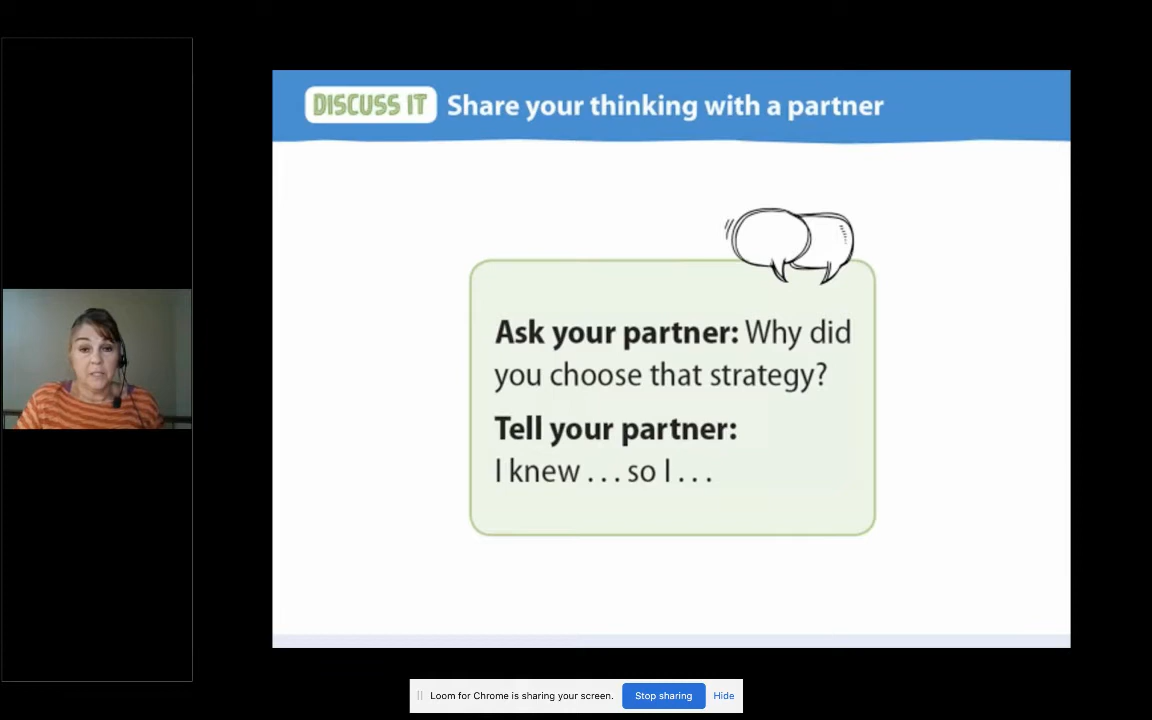 DISCUSS IT Share your thinking with a partner
Ask your partner: Why did
you choose that strategy?
Tell your partner:
I knew . . . so I . . .
Loom for Chrome is sharing your screen. Stop sharing Hide